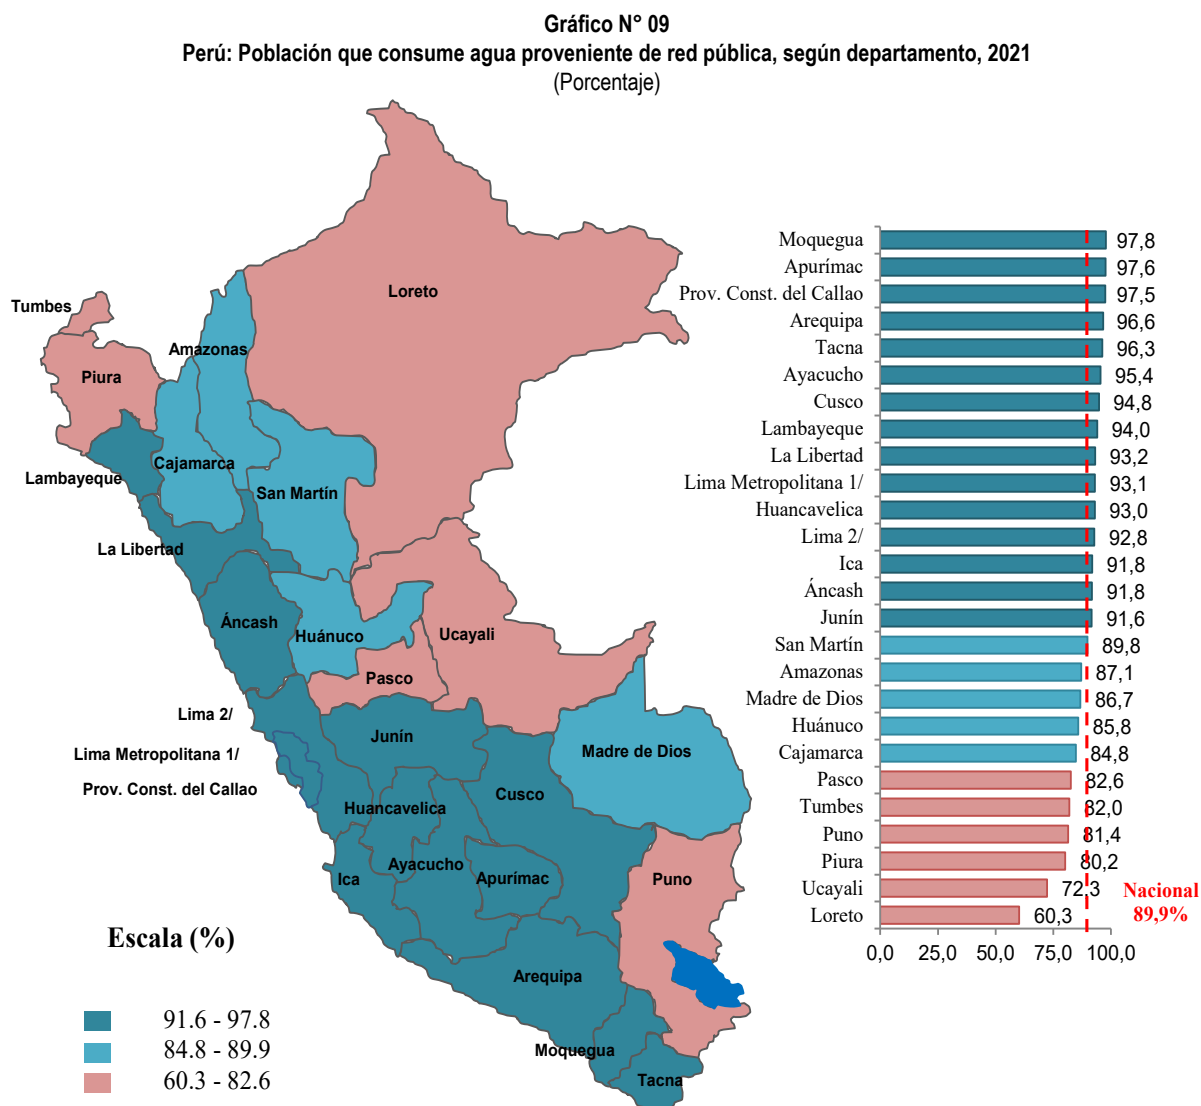 Gráfico N° 09
Perú: Población que consume agua proveniente de red pública, según departamento, 2021
(Porcentaje)
Loreto
Tumbes
Amazonas
Piura
Cajamarca
Lambayeque
San Martín
La Libertad
Áncash
Huánuco
Ucayali
Pasco
Lima 2/
Junín
Lima Metropolitana 1/
Madre de Dios
Prov. Const. del Callao
Cusco
Huancavelica
Ayacucho
Ica
Apurímac
Puno
Arequipa
Moquegua
Tacna
Escala (%)
91.6 - 97.8
84.8 - 89.9
60.3 - 82.6
Moquegua 97,8
Apurímac 97,6
Prov. Const. del Callao 97,5
Arequipa 96,6
Tacna 96,3
Ayacucho 95,4
Cusco 94,8
Lambayeque 94,0
La Libertad 93,2
Lima Metropolitana 1/ 93,1
Huancavelica 93,0
Lima 2/ 92,8
Ica 91,8
Áncash 91,8
Junín 91,6
San Martín 89,8
Amazonas 87,1
Madre de Dios 86,7
Huánuco 85,8
Cajamarca 84,8
Pasco 82,6
Tumbes 82,0
Puno 81,4
Piura 80,2
Ucayali 72,3
Loreto 60,3
Nacional
89,9%
0,0 25,0 50,0 75,0 100,0